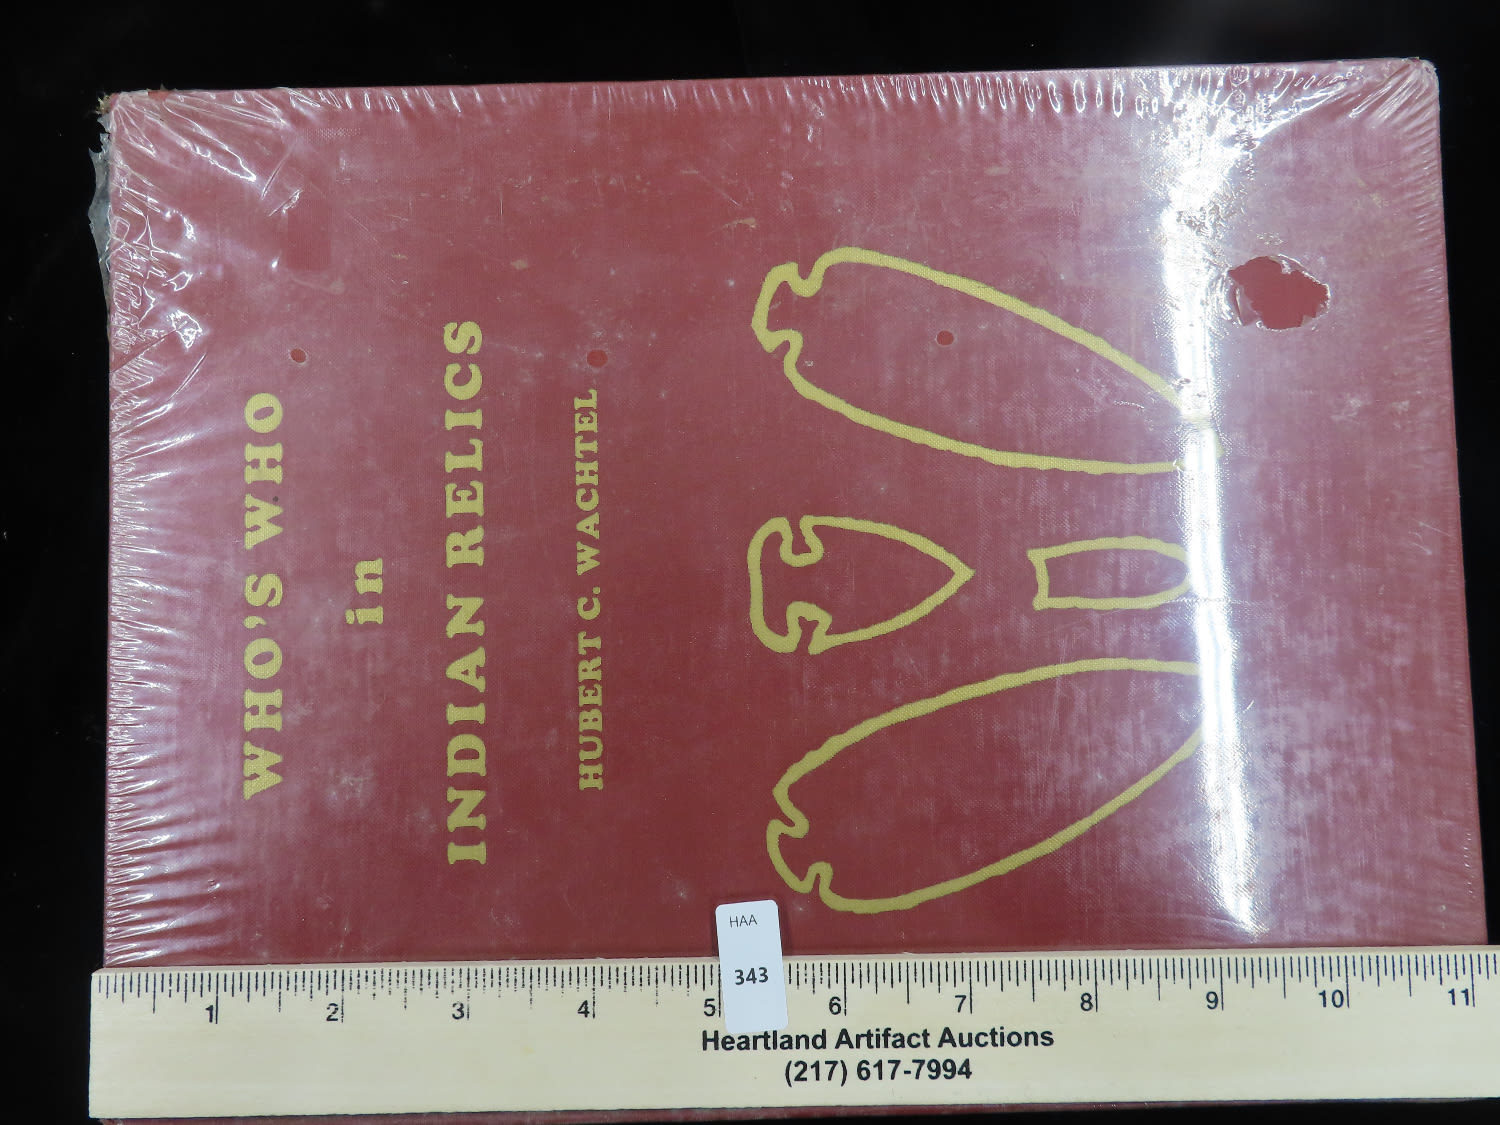 WHO'S WHO
in
INDIAN RELICS
HUBERT C. WACHTEL
HAA
343
1 2 3 4 5 6 7 8 9 10 11
Heartland Artifact Auctions
(217) 617-7994